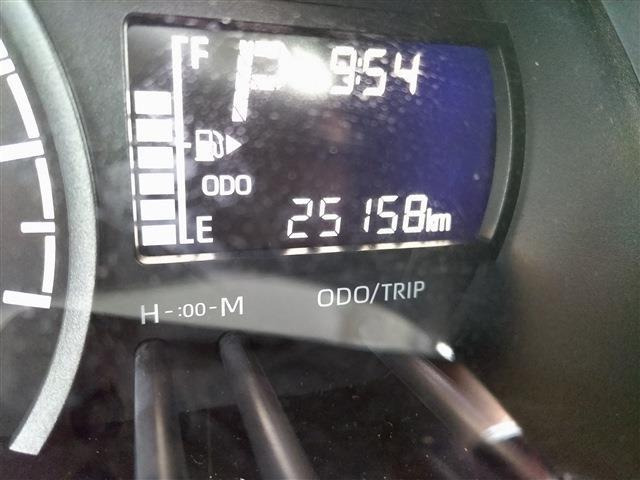 F P 9:54
ODO
E 25158km
H-:00-M ODO/TRIP